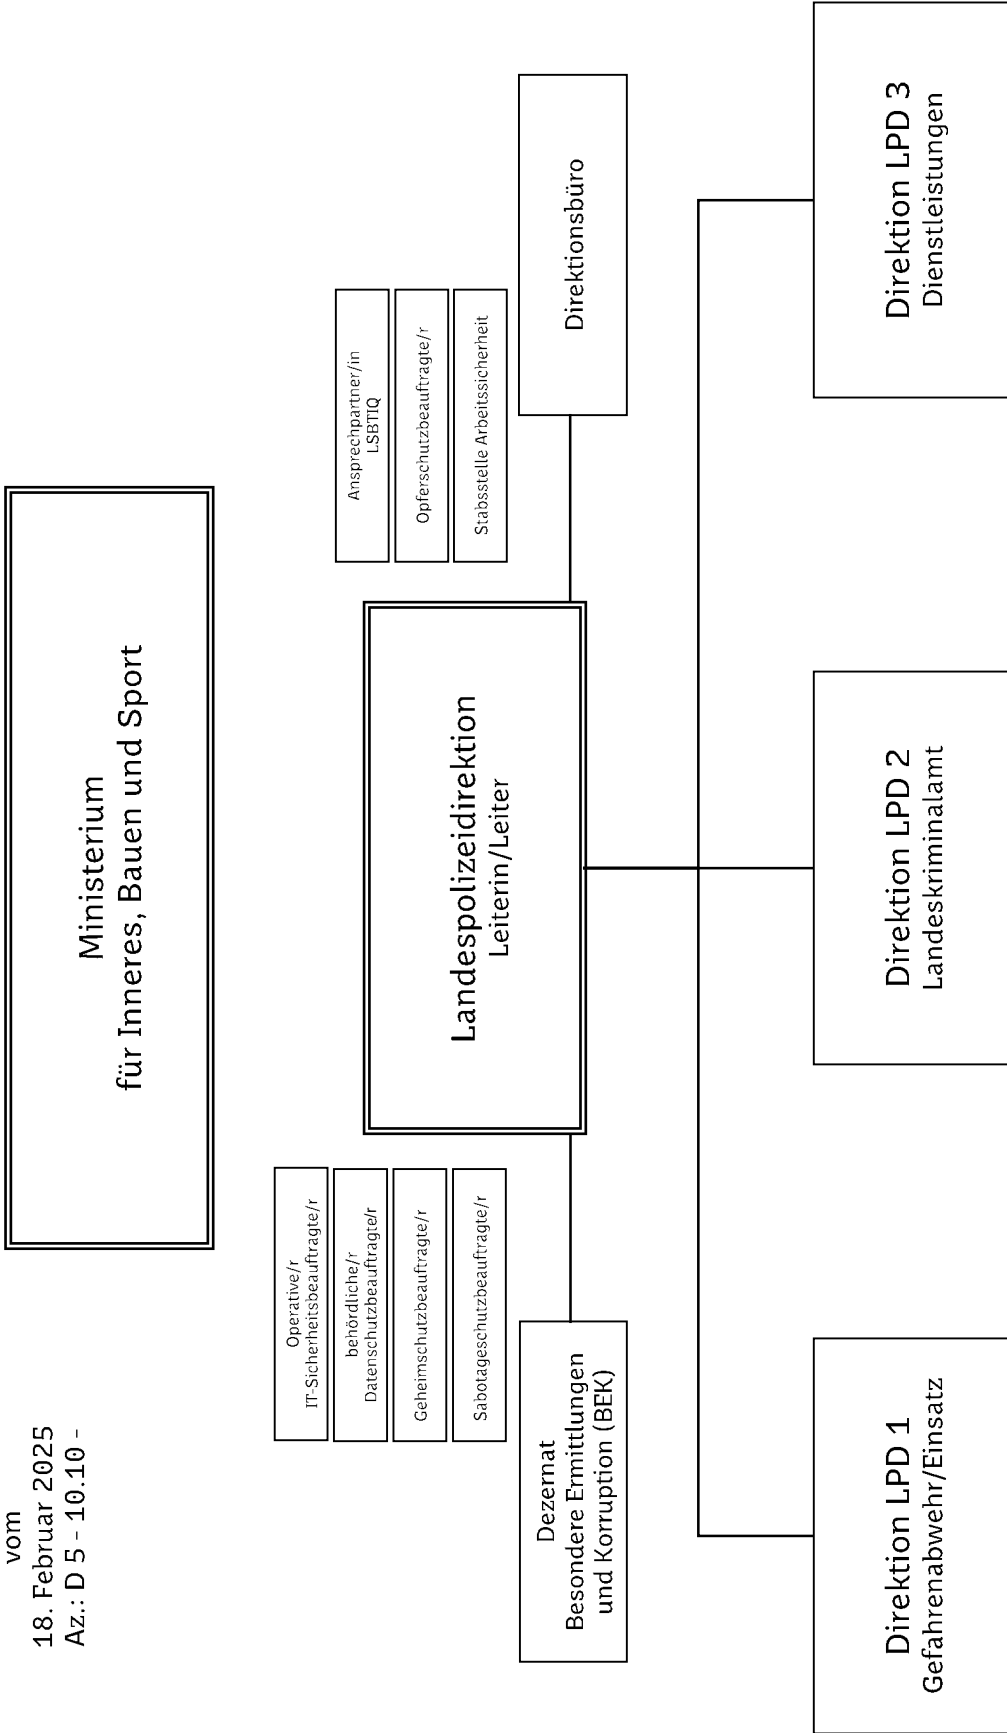 vom
18. Februar 2025
Az.: D 5 - 10.10 -
Ministerium
für Inneres, Bauen und Sport
Operative/r
IT-Sicherheitsbeauftragte/r
behördliche/r
Datenschutzbeauftragte/r
Geheimschutzbeauftragte/r
Sabotageschutzbeauftragte/r
Landespolizeidirektion
Leiterin/Leiter
Ansprechpartner/in
LSBTIQ
Opferschutzbeauftragte/r
Stabsstelle Arbeitssicherheit
Dezernat
Besondere Ermittlungen
und Korruption (BEK)
Direktionsbüro
Direktion LPD 1
Gefahrenabwehr/Einsatz
Direktion LPD 2
Landeskriminalamt
Direktion LPD 3
Dienstleistungen